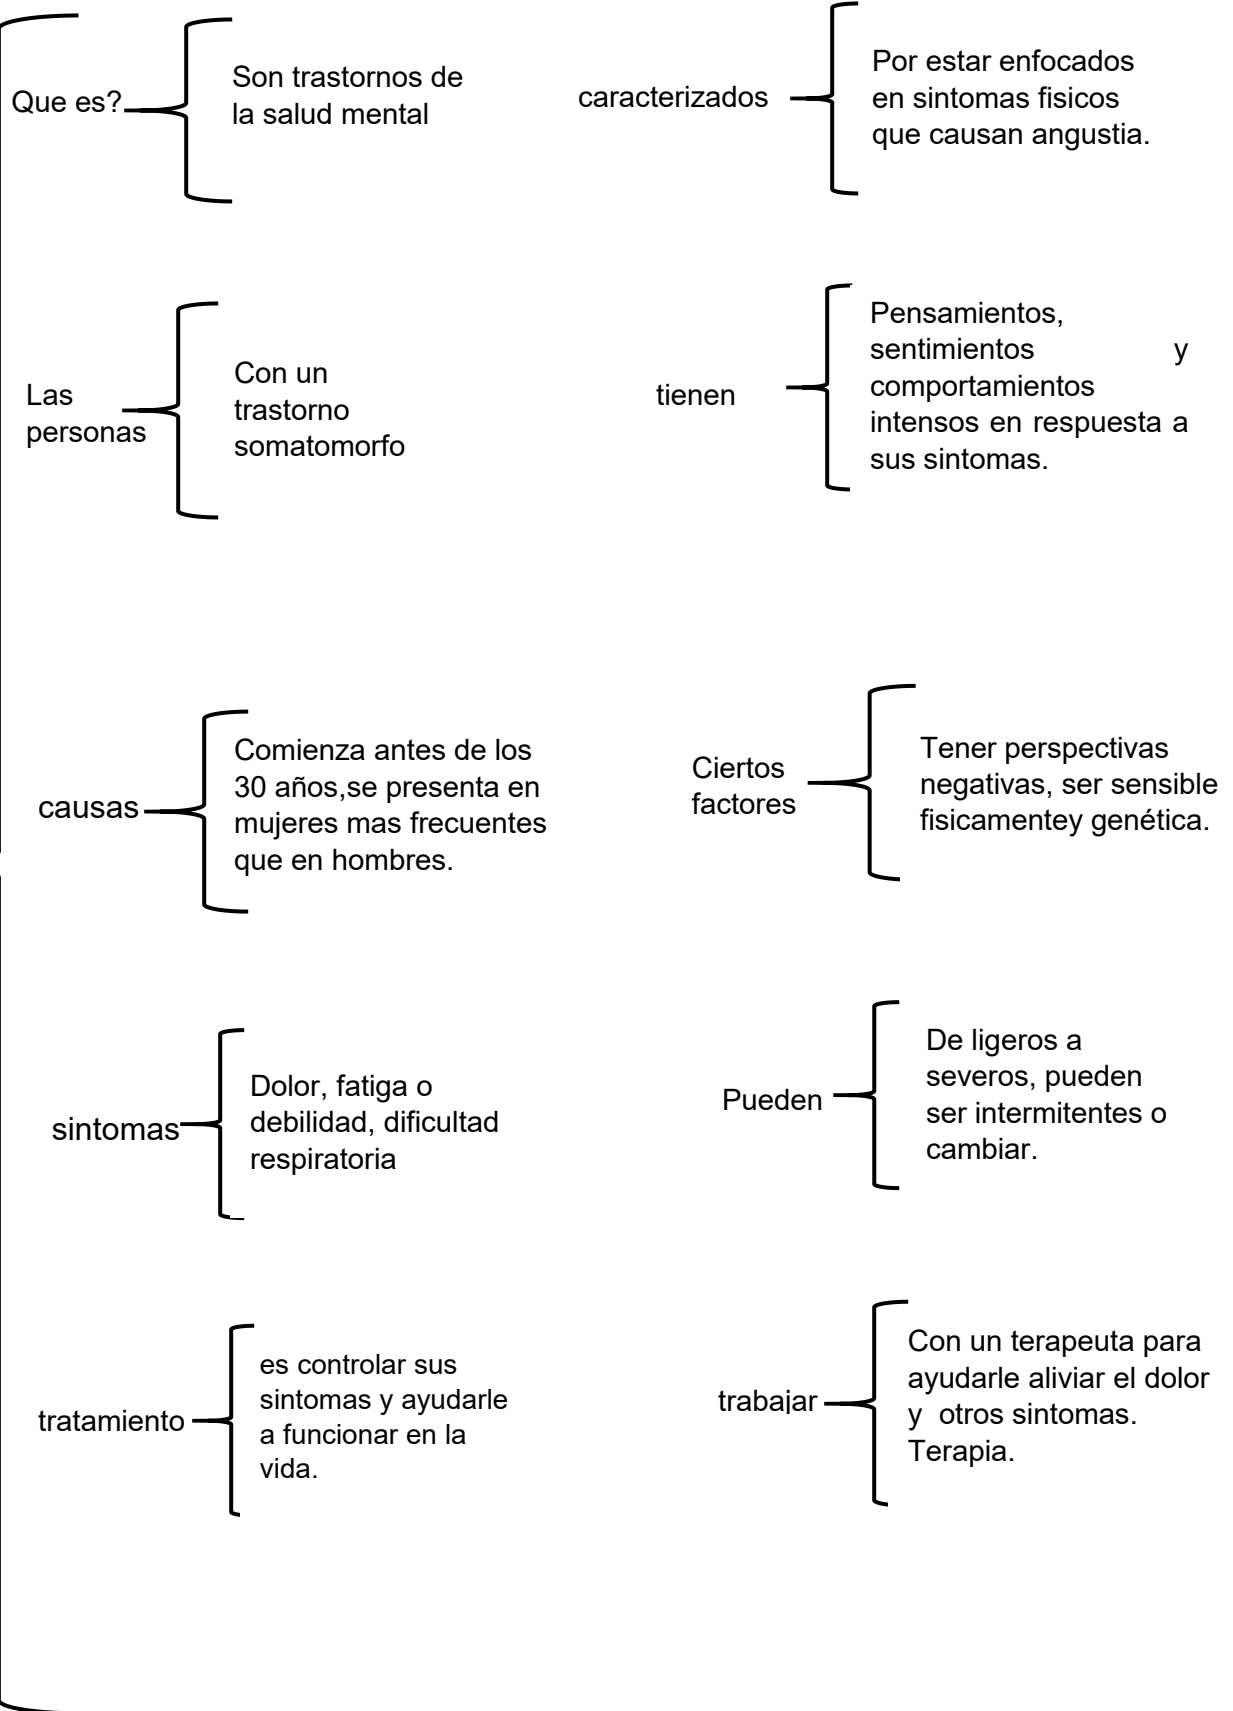 Que es?
Son trastornos de
la salud mental
caracterizados
Por estar enfocados
en sintomas fisicos
que causan angustia.
Las
personas
Con un
trastorno
somatomorfo
tienen
Pensamientos,
sentimientos y
comportamientos
intensos en respuesta a
sus sintomas.
causas
Comienza antes de los
30 años,se presenta en
mujeres mas frecuentes
que en hombres.
Ciertos
factores
Tener perspectivas
negativas, ser sensible
fisicamentey genética.
sintomas
Dolor, fatiga o
debilidad, dificultad
respiratoria
Pueden
De ligeros a
severos, pueden
ser intermitentes o
cambiar.
tratamiento
es controlar sus
sintomas y ayudarle
a funcionar en la
vida.
trabajar
Con un terapeuta para
ayudarle aliviar el dolor
y otros sintomas.
Terapia.